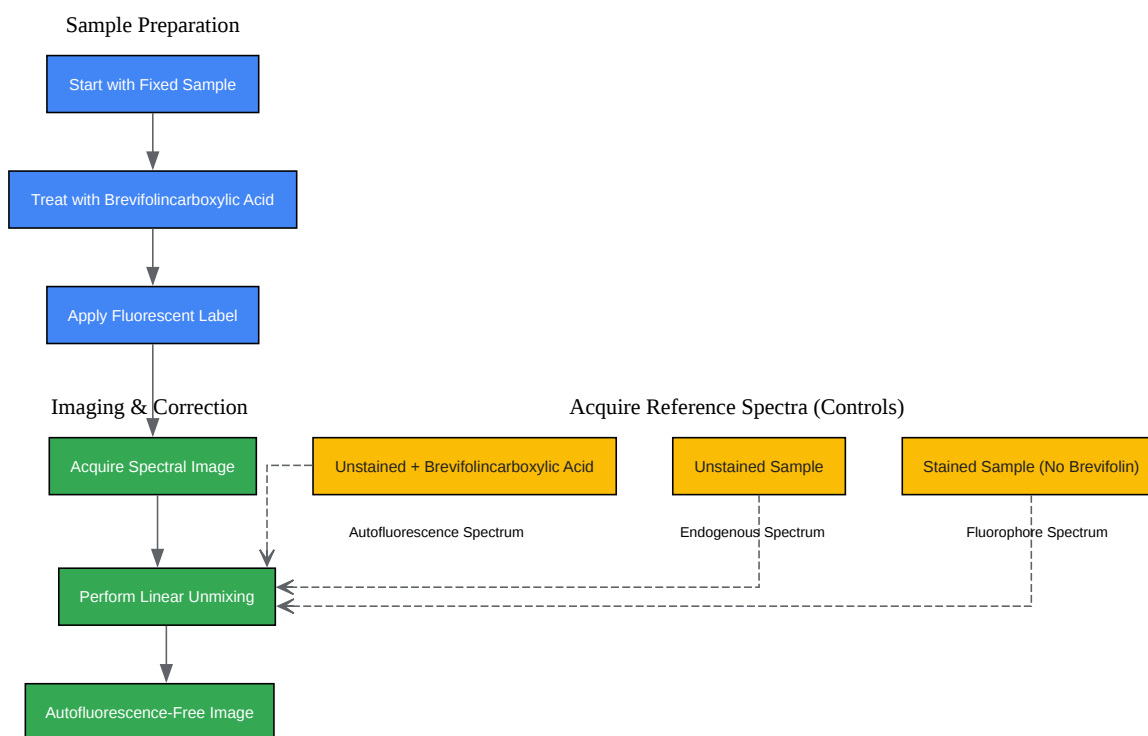 Sample Preparation
Start with Fixed Sample
Treat with Brevifolincarboxylic Acid
Apply Fluorescent Label
Imaging & Correction
Acquire Reference Spectra (Controls)
Acquire Spectral Image
Unstained + Brevifolincarboxylic Acid
Unstained Sample
Stained Sample (No Brevifolin)
Autofluorescence Spectrum
Endogenous Spectrum
Fluorophore Spectrum
Perform Linear Unmixing
Autofluorescence-Free Image